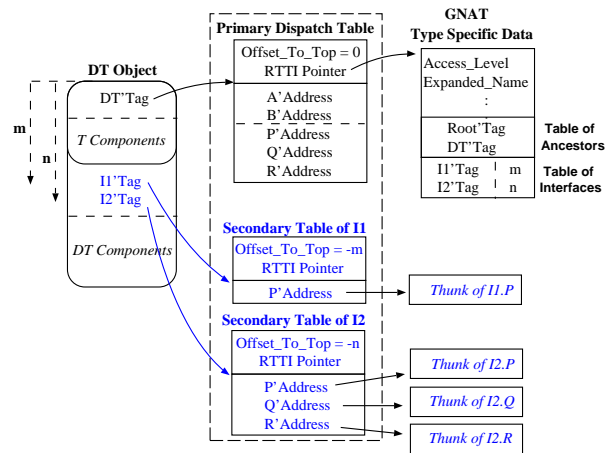 DT Object
m
n
DT'Tag
T Components
I1'Tag
I2'Tag
DT Components
Primary Dispatch Table
Offset_To_Top = 0
RTTI Pointer
A'Address
B'Address
P'Address
Q'Address
R'Address
Secondary Table of I1
Offset_To_Top = -m
RTTI Pointer
P'Address
Secondary Table of I2
Offset_To_Top = -n
RTTI Pointer
P'Address
Q'Address
R'Address
GNAT
Type Specific Data
Access_Level
Expanded_Name
:
Root'Tag
DT'Tag
Table of
Ancestors
I1'Tag m
I2'Tag n
Table of
Interfaces
Thunk of I1.P
Thunk of I2.P
Thunk of I2.Q
Thunk of I2.R